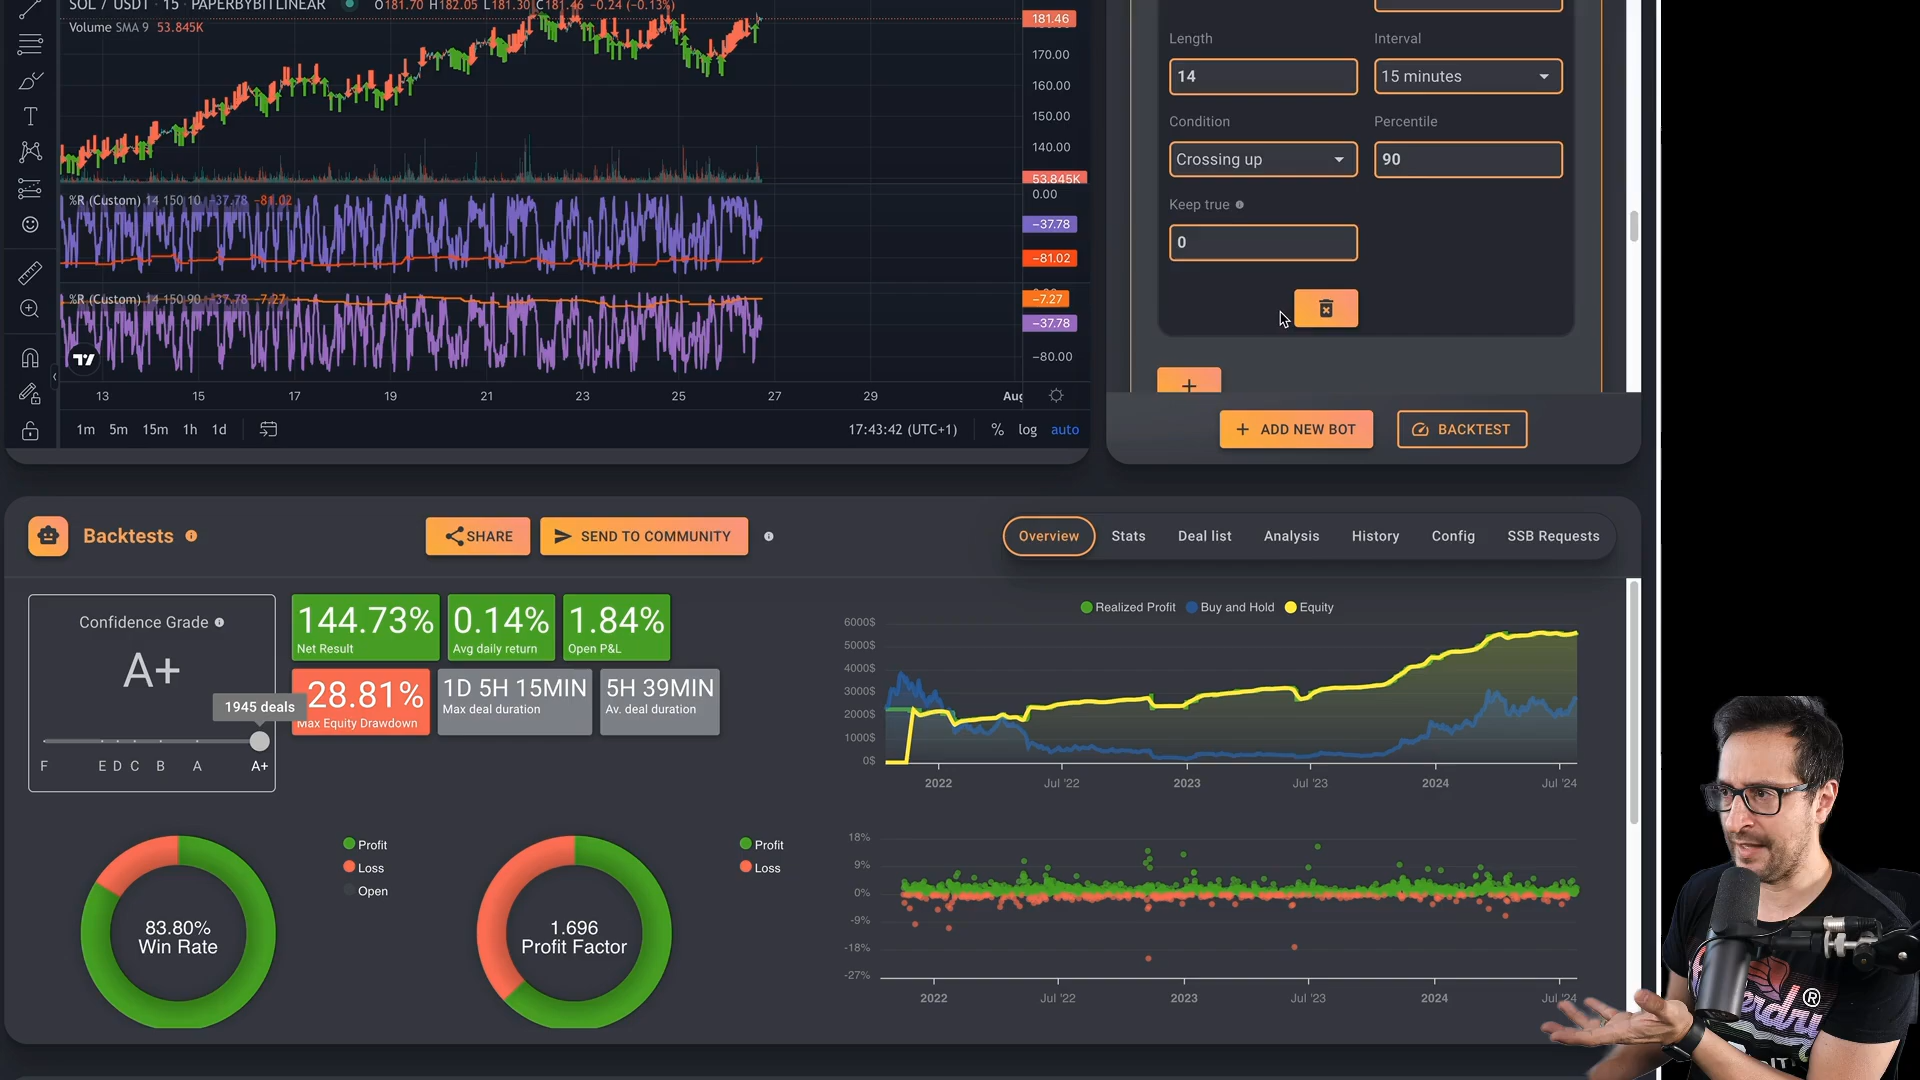 SOL / USDT · 15 · PAPERBYBITLINEAR O181.70 H182.05 L181.30 C181.46 −0.24 (−0.13%)
Volume SMA 9 53.845K
181.46
170.00
160.00
150.00
140.00
53.845K
0.00
%R (Custom) 14 150 10 −37.78 −81.02
−37.78
−81.02
%R (Custom) 14 150 90 −37.78 −7.27
−7.27
−37.78
−80.00
13 15 17 19 21 23 25 27 29 Aug
1m 5m 15m 1h 1d
17:43:42 (UTC+1) % log auto
Length Interval
14 15 minutes
Condition Percentile
Crossing up 90
Keep true
0
+
+ ADD NEW BOT BACKTEST
Backtests SHARE SEND TO COMMUNITY
Overview Stats Deal list Analysis History Config SSB Requests
Confidence Grade
A+
1945 deals
F E D C B A A+
144.73%
Net Result
0.14%
Avg daily return
1.84%
Open P&L
28.81%
Max Equity Drawdown
1D 5H 15MIN
Max deal duration
5H 39MIN
Av. deal duration
Realized Profit Buy and Hold Equity
6000$
5000$
4000$
3000$
2000$
1000$
0$
2022 Jul '22 2023 Jul '23 2024 Jul '24
Profit
Loss
Open
83.80%
Win Rate
Profit
Loss
1.696
Profit Factor
18%
9%
0%
-9%
-18%
-27%
2022 Jul '22 2023 Jul '23 2024 Jul '24